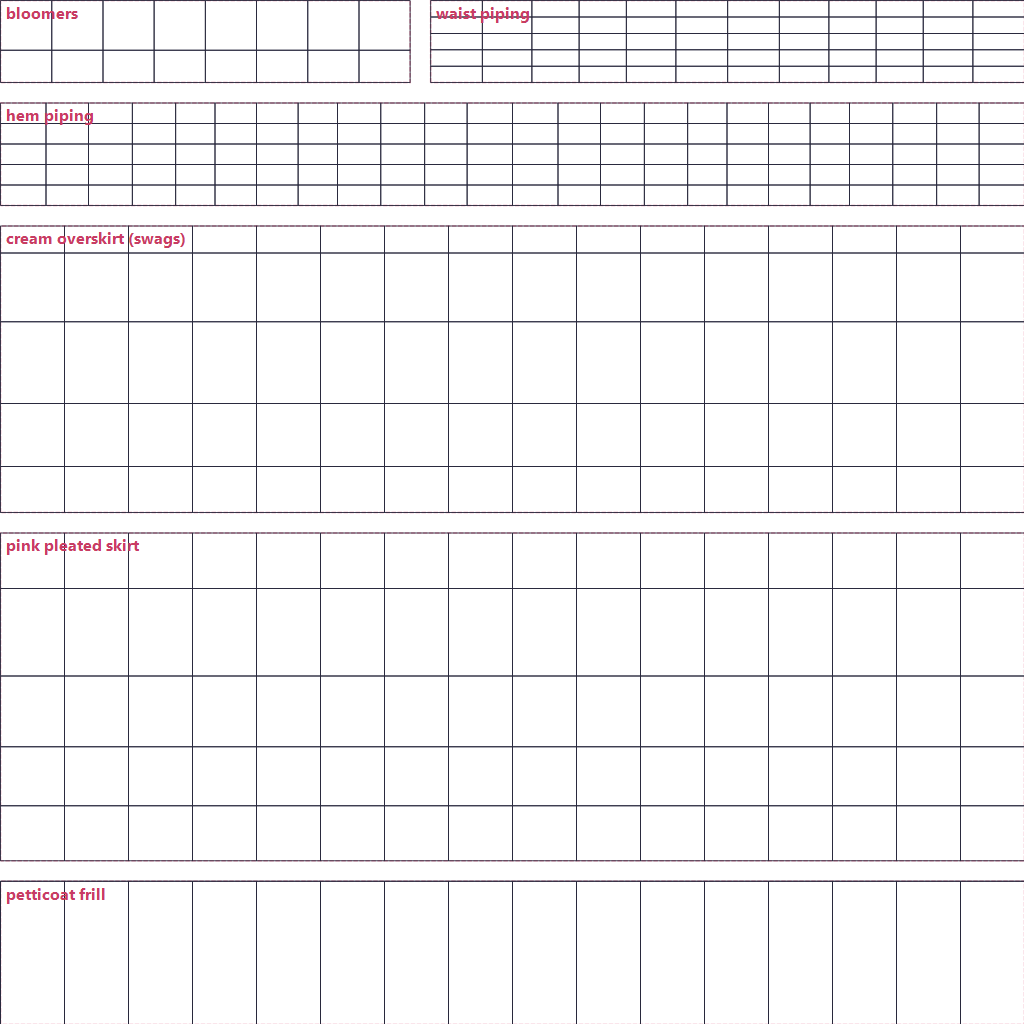 bloomers
waist piping
hem piping
cream overskirt (swags)
pink pleated skirt
petticoat frill